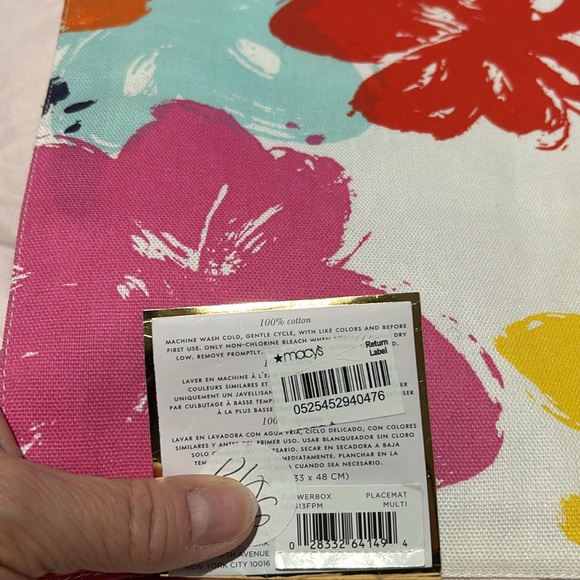 100% cotton
MACHINE WASH COLD, GENTLE CYCLE, WITH LIKE COLORS AND BEFORE
FIRST USE. ONLY NON-CHLORINE BLEACH WHEN DRY
LOW. REMOVE PROMPTLY.
★macy's
Return
Label
0525452940476
LAVER EN MACHINE À
COULEURS SIMILAIRES ET
UNIQUEMENT UN
PAR CULBUTAGE À BASSE
À LA PLUS BASSE
100
LAVAR EN LAVADORA CON AGUA FRÍA, CICLO DELICADO, CON COLORES
SIMILARES Y ANTES DEL PRIMER USO. USAR BLANQUEADOR SIN CLORO
SOLO SECAR EN SECADORA A BAJA
PLANCHAR EN LA
CUANDO SEA NECESARIO.
33 x 48 CM)
PLACEMAT
MULTI
0 28332 64149 4
AVENUE
NEW YORK CITY 10016